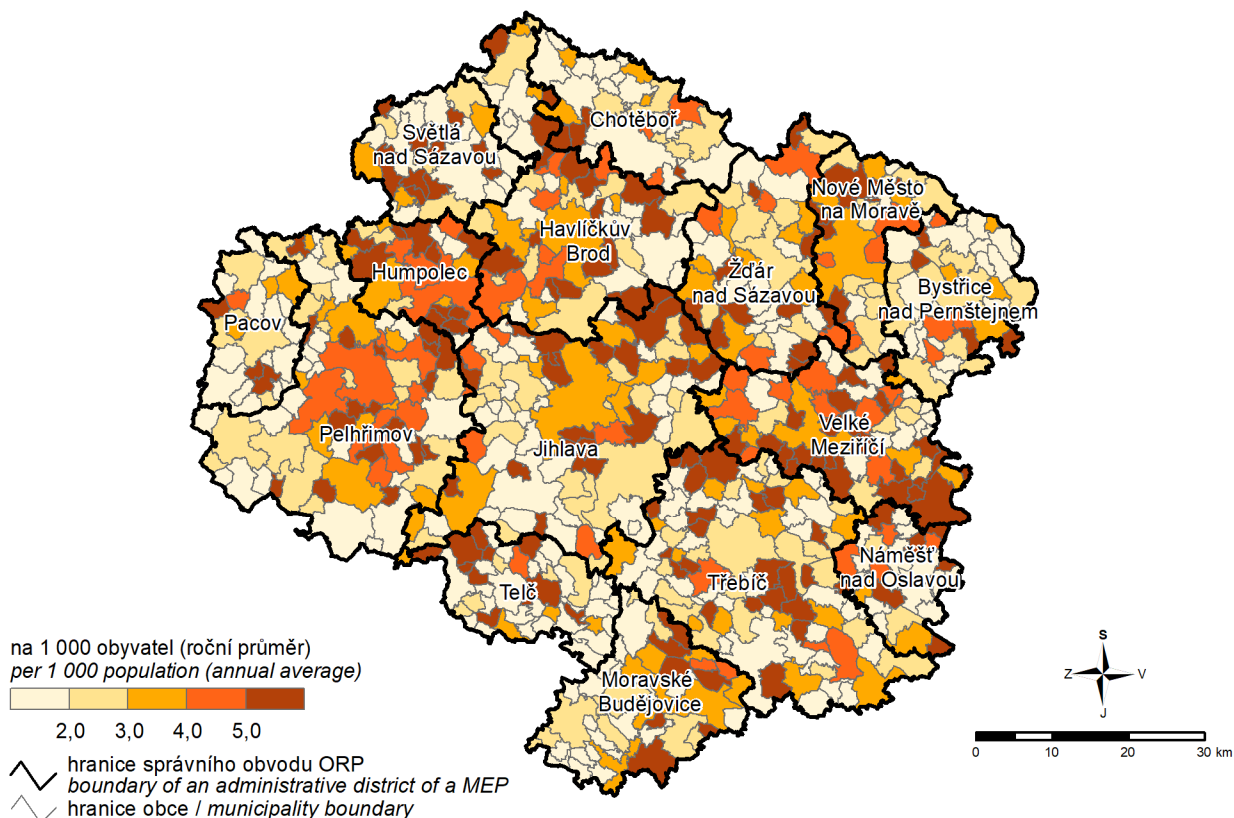 Chotěboř
Světlá
nad Sázavou
Nové Město
na Moravě
Havlíčkův
Brod
Humpolec
Žďár
nad Sázavou
Bystřice
nad Pernštejnem
Pacov
Pelhřimov
Jihlava
Velké
Meziříčí
Náměšť
nad Oslavou
Třebíč
Telč
Moravské
Budějovice
na 1 000 obyvatel (roční průměr)
per 1 000 population (annual average)
2,0 3,0 4,0 5,0
hranice správního obvodu ORP
boundary of an administrative district of a MEP
hranice obce / municipality boundary
S
Z V
J
0 10 20 30 km